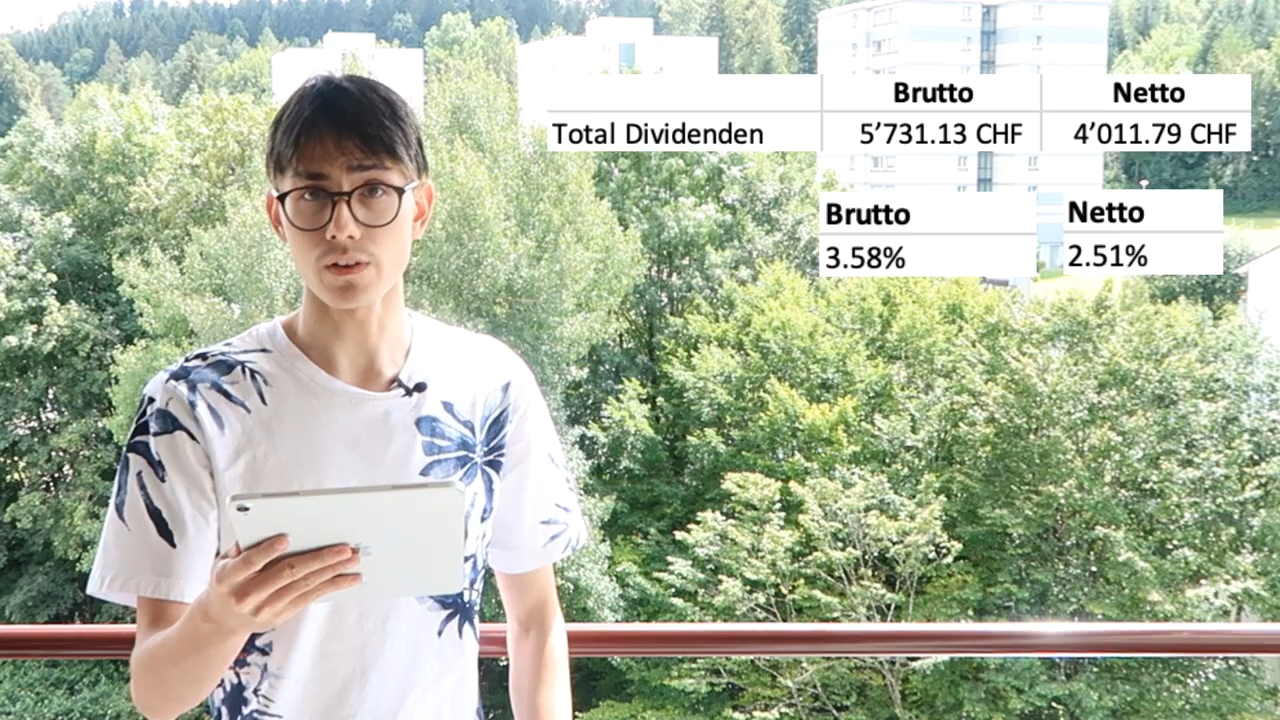 Brutto Netto
Total Dividenden 5’731.13 CHF 4’011.79 CHF
Brutto Netto
3.58% 2.51%